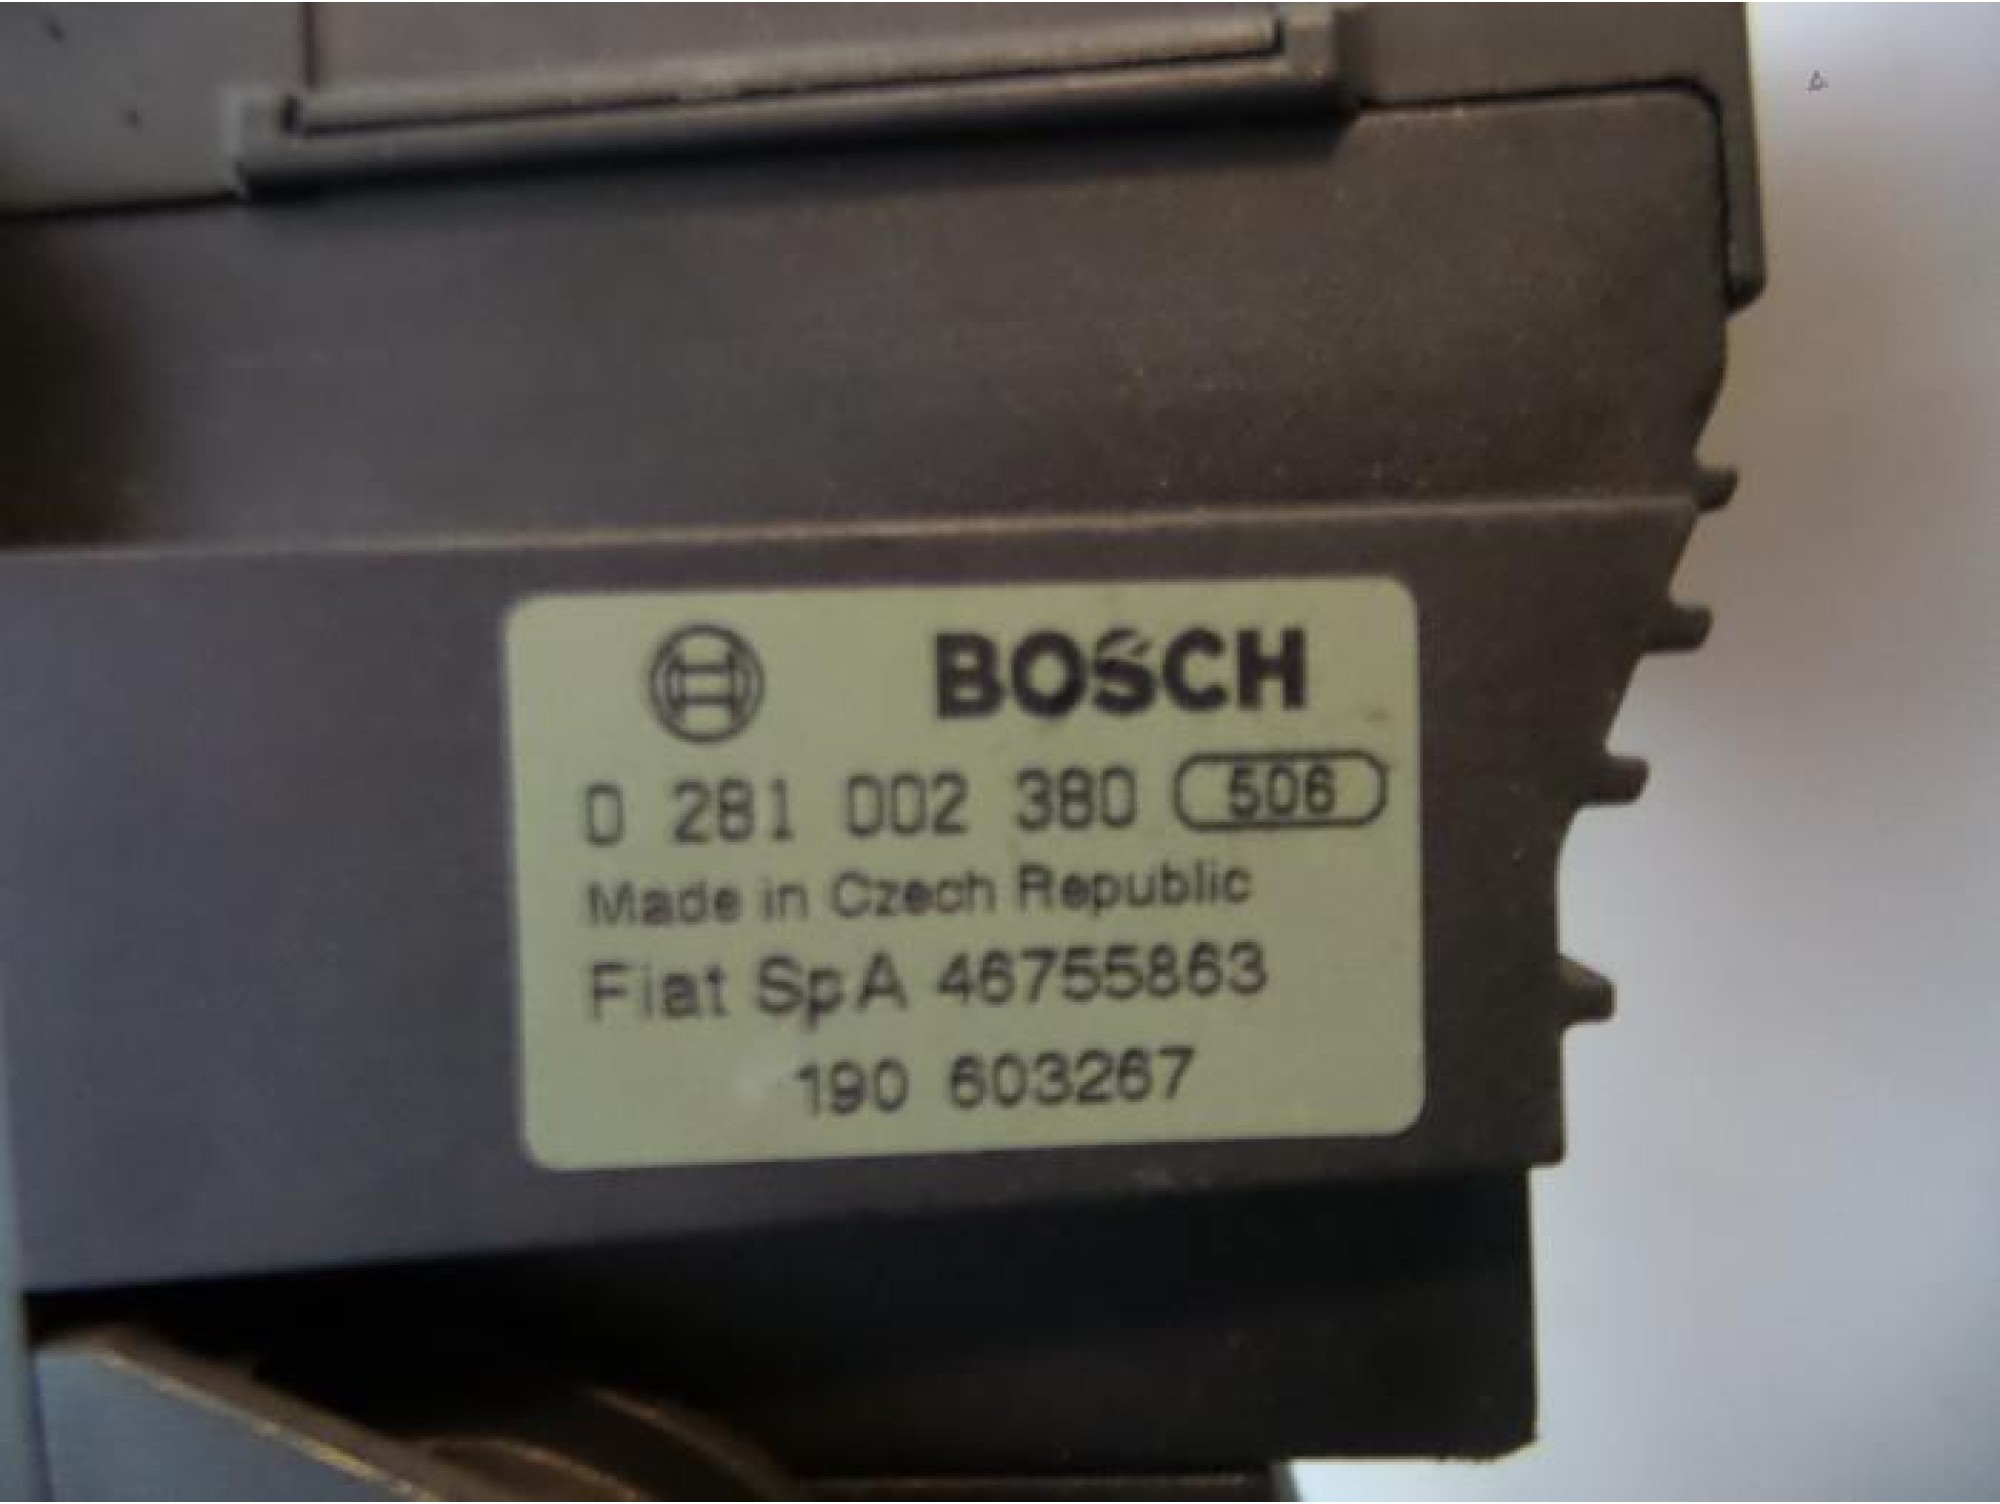 BOSCH
0 281 002 380 506
Made in Czech Republic
Fiat SpA 46755863
190 603267